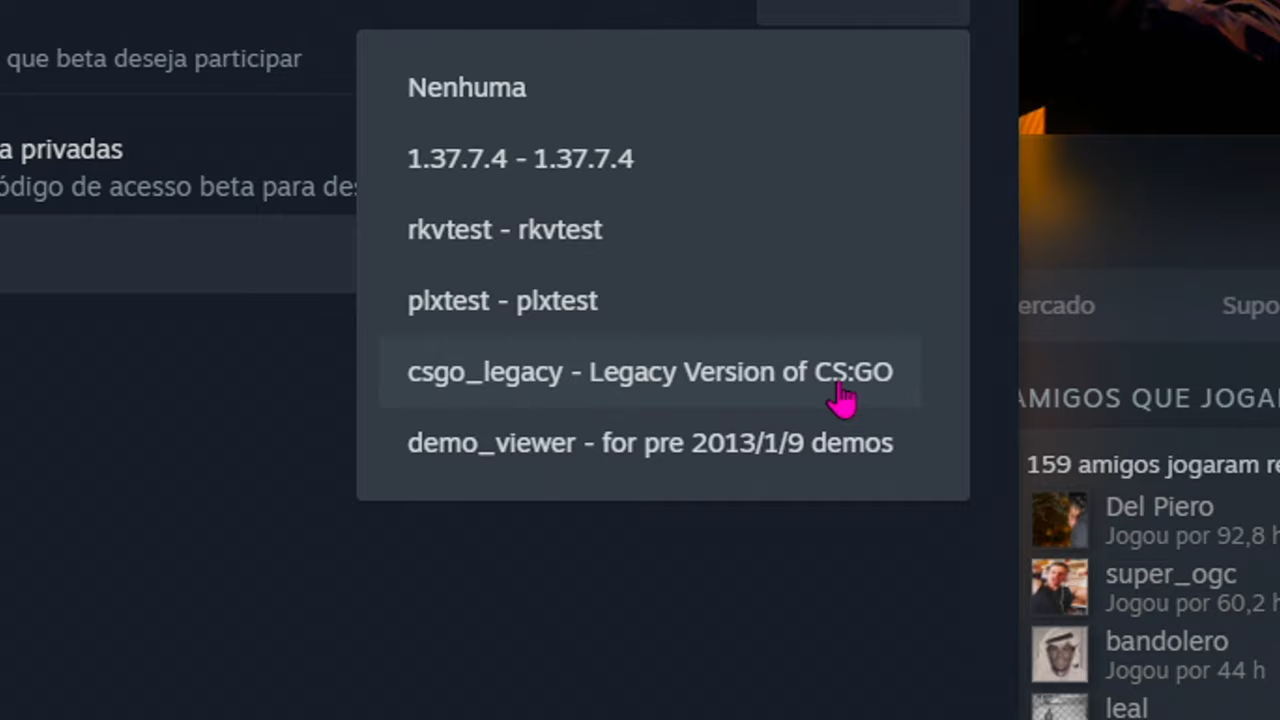 que beta deseja participar
a privadas
ódigo de acesso beta para de
Nenhuma
1.37.7.4 - 1.37.7.4
rkvtest - rkvtest
plxtest - plxtest
csgo_legacy - Legacy Version of CS:GO
demo_viewer - for pre 2013/1/9 demos
ercado
Supo
AMIGOS QUE JOGA
159 amigos jogaram re
Del Piero
Jogou por 92,8 h
super_ogc
Jogou por 60,2 h
bandolero
Jogou por 44 h
leal